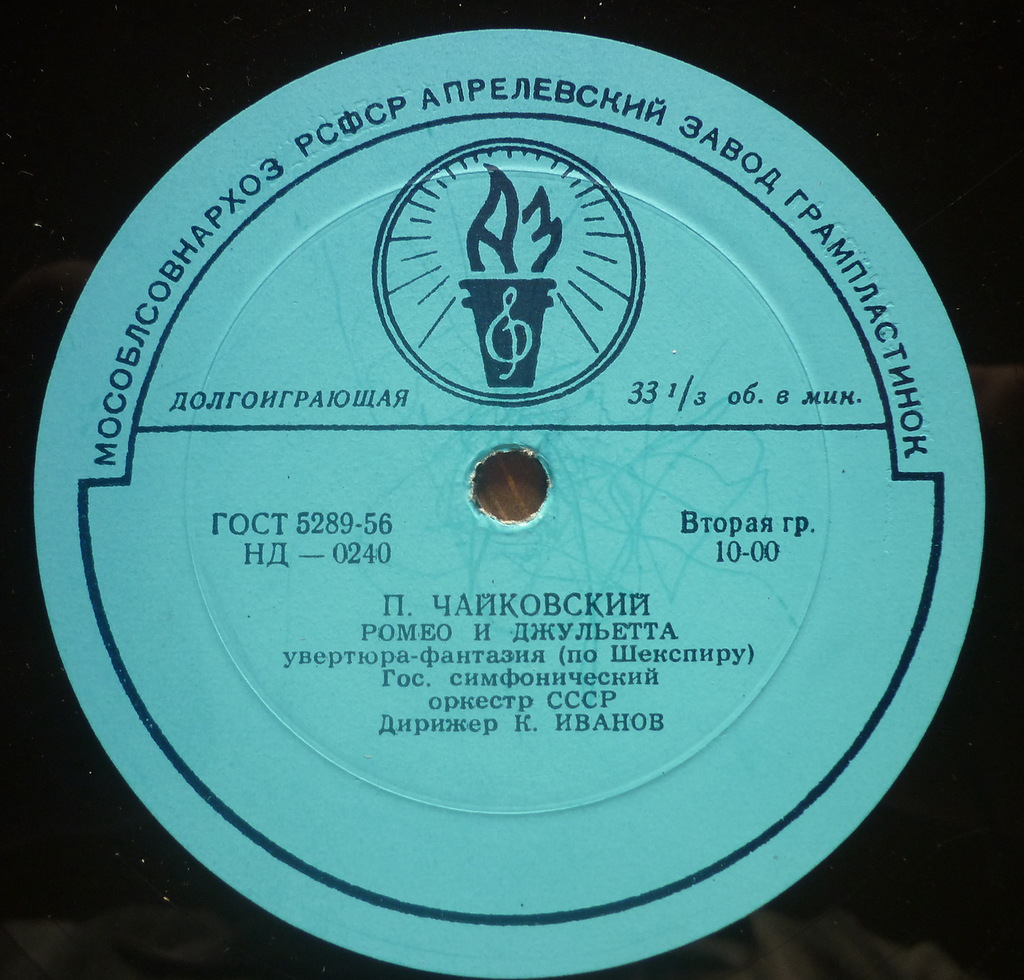 МОСОБЛСОВНАРХОЗ РСФСР АПРЕЛЕВСКИЙ ЗАВОД ГРАМПЛАСТИНОК
АЗ
ДОЛГОИГРАЮЩАЯ
33 1/3 об. в мин.
ГОСТ 5289-56
НД — 0240
Вторая гр.
10-00
П. ЧАЙКОВСКИЙ
РОМЕО И ДЖУЛЬЕТТА
увертюра-фантазия (по Шекспиру)
Гос. симфонический
оркестр СССР
Дирижер К. ИВАНОВ